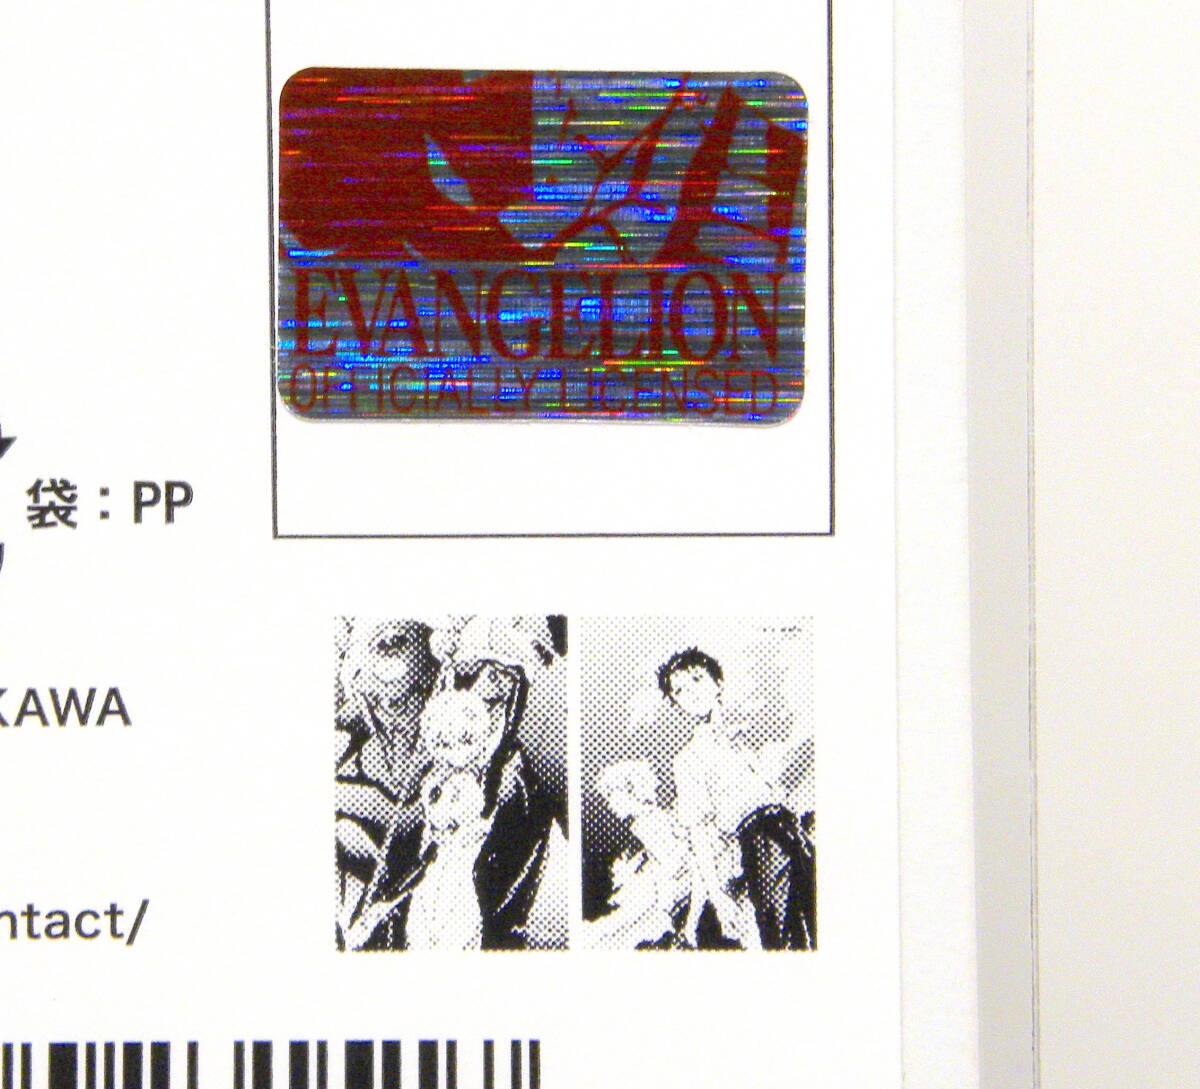 EVANGELION
OFFICIALLY LICENSED
袋：PP
KAWA
ntact/